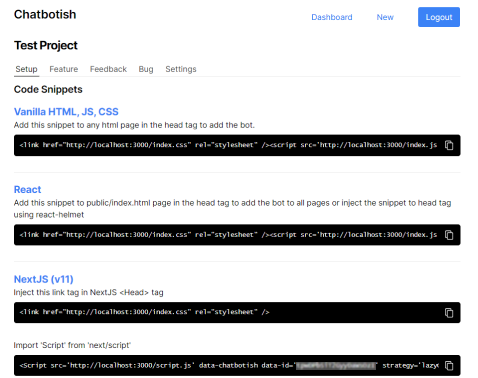 Chatbotish
Dashboard New Logout
Test Project
Setup Feature Feedback Bug Settings
Code Snippets
Vanilla HTML, JS, CSS
Add this snippet to any html page in the head tag to add the bot.
<link href="http://localhost:3000/index.css" rel="stylesheet" /><script src='http://localhost:3000/index.js
React
Add this snippet to public/index.html page in the head tag to add the bot to all pages or inject the snippet to head tag
using react-helmet
<link href="http://localhost:3000/index.css" rel="stylesheet" /><script src='http://localhost:3000/index.js
NextJS (v11)
Inject this link tag in NextJS <Head> tag
<link href="http://localhost:3000/index.css" rel="stylesheet" />
Import 'Script' from 'next/script'
<Script src='http://localhost:3000/script.js' data-chatbotish data-id=' ' strategy='lazy